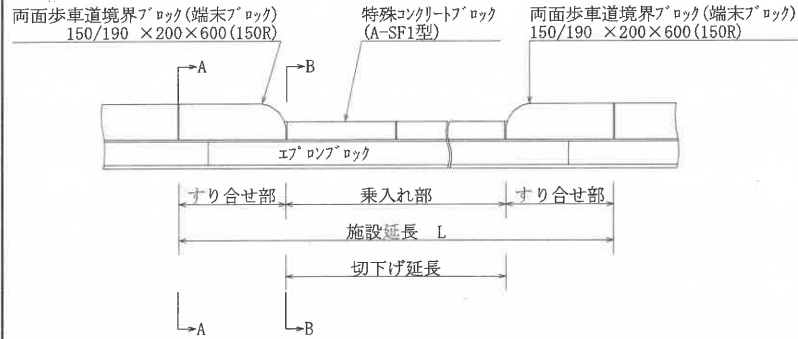 両面歩車道境界ﾌﾞﾛｯｸ(端末ﾌﾞﾛｯｸ)
150/190 ×200×600(150R)
特殊ｺﾝｸﾘｰﾄﾌﾞﾛｯｸ
(A-SF1型)
両面歩車道境界ﾌﾞﾛｯｸ(端末ﾌﾞﾛｯｸ)
150/190 ×200×600(150R)
A
B
ｴﾌﾟﾛﾝﾌﾞﾛｯｸ
すり合せ部
乗入れ部
すり合せ部
施設延長 L
切下げ延長
A
B